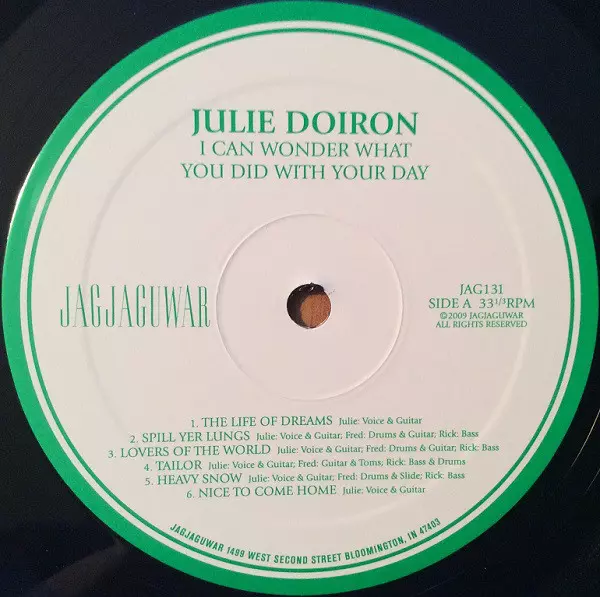 JULIE DOIRON
I CAN WONDER WHAT
YOU DID WITH YOUR DAY
JAGJAGUWAR
JAG131
SIDE A 33 1/3 RPM
©2009 JAGJAGUWAR
ALL RIGHTS RESERVED
1. THE LIFE OF DREAMS Julie: Voice & Guitar
2. SPILL YER LUNGS Julie: Voice & Guitar; Fred: Drums & Guitar; Rick: Bass
3. LOVERS OF THE WORLD Julie: Voice & Guitar; Fred: Drums & Guitar; Rick: Bass
4. TAILOR Julie: Voice & Guitar; Fred: Guitar & Toms; Rick: Bass & Drums
5. HEAVY SNOW Julie: Voice & Guitar; Fred: Drums & Slide; Rick: Bass
6. NICE TO COME HOME Julie: Voice & Guitar
JAGJAGUWAR 1499 WEST SECOND STREET BLOOMINGTON, IN 47403